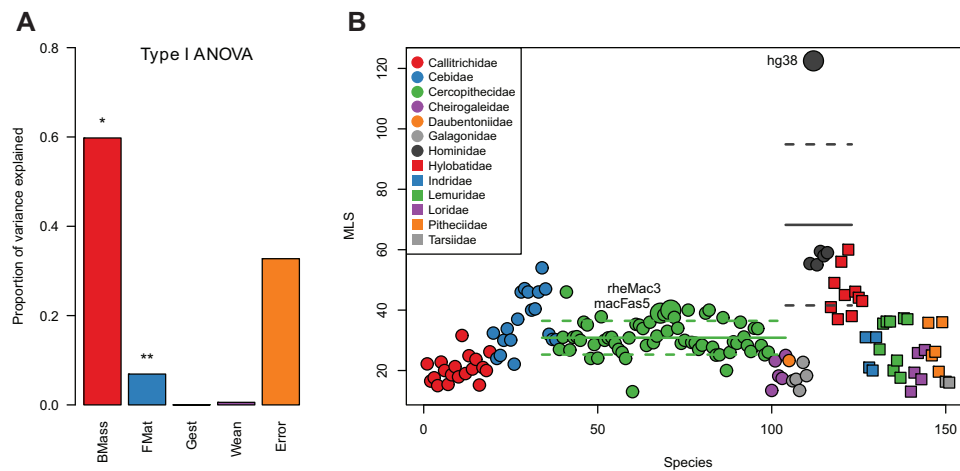 A
Type I ANOVA
Proportion of variance explained
0.8
0.6
0.4
0.2
0.0
*
**
BMass
FMat
Gest
Wean
Error
B
MLS
120
100
80
60
40
20
Callitrichidae
Cebidae
Cercopithecidae
Cheirogaleidae
Daubentoniidae
Galagonidae
Hominidae
Hylobatidae
Indridae
Lemuridae
Loridae
Pitheciidae
Tarsiidae
hg38
rheMac3
macFas5
0
50
100
150
Species